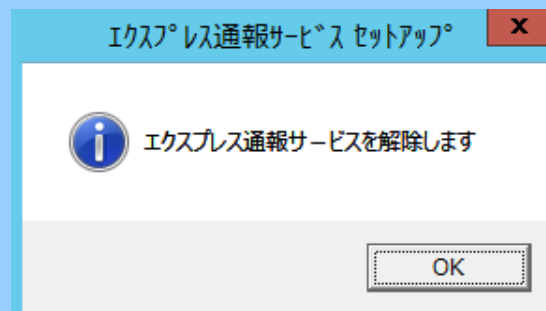 ｴｸｽﾌﾟﾚｽ通報ｻｰﾋﾞｽ ｾｯﾄｱｯﾌﾟ
x
エクスプレス通報サービスを解除します
OK